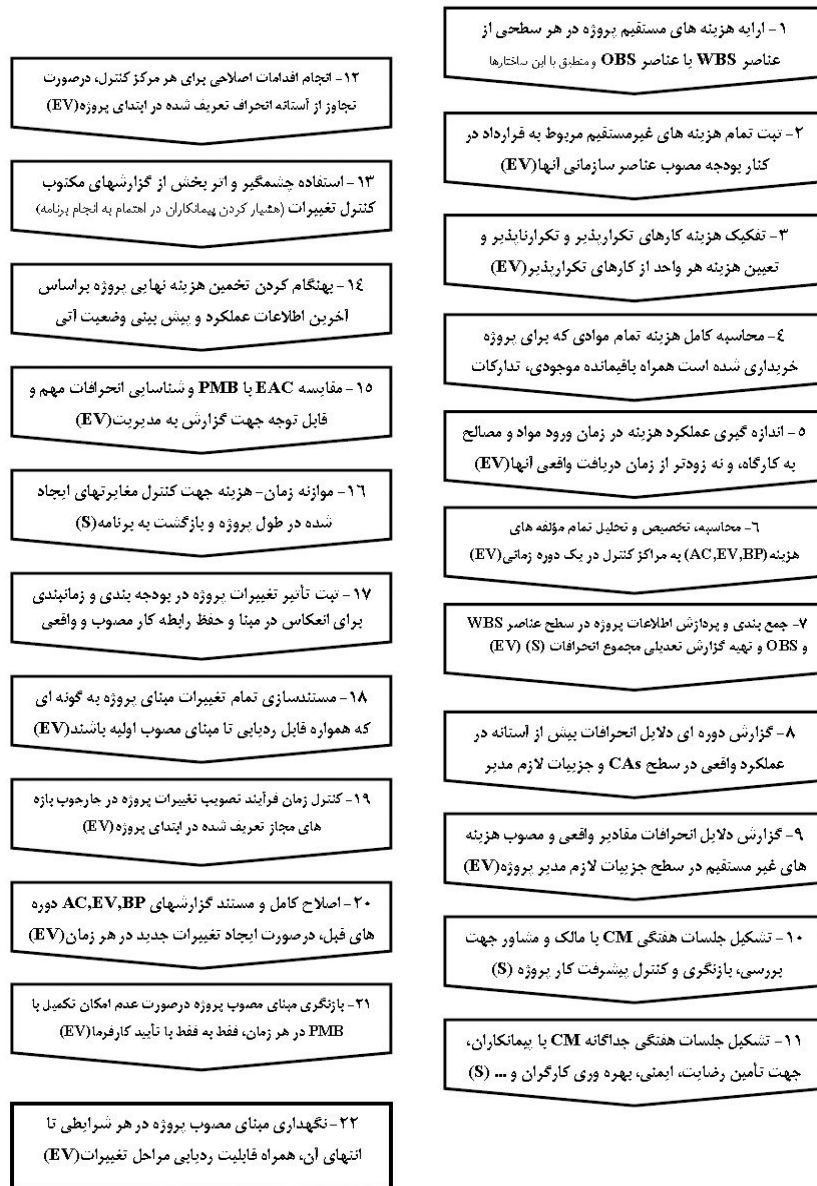 ۱- ارایه هزینه های مستقیم پروژه در هر سطحی از
عناصر WBS یا عناصر OBS و منطبق با این ساختارها
۲- ثبت تمام هزینه های غیرمستقیم مربوط به قرارداد در
کنار بودجه مصوب عناصر سازمانی آنها(EV)
۳- تفکیک هزینه کارهای تکرارپذیر و تکرارناپذیر و
تعیین هزینه هر واحد از کارهای تکرارپذیر(EV)
۴- محاسبه کامل هزینه تمام موادی که برای پروژه
خریداری شده است همراه باقیمانده موجودی، تدارکات
۵- اندازه گیری عملکرد هزینه در زمان ورود مواد و مصالح
به کارگاه، و نه زودتر از زمان دریافت واقعی آنها(EV)
۶- محاسبه، تخصیص و تحلیل تمام مؤلفه های
هزینه(AC,EV,BP) به مراکز کنترل در یک دوره زمانی(EV)
۷- جمع بندی و پردازش اطلاعات پروژه در سطح عناصر WBS
و OBS و تهیه گزارش تعدیلی مجموع انحرافات (S) (EV)
۸- گزارش دوره ای دلایل انحرافات بیش از آستانه در
عملکرد واقعی در سطح CAs و جزییات لازم مدیر
۹- گزارش دلایل انحرافات مقادیر واقعی و مصوب هزینه
های غیر مستقیم در سطح جزییات لازم مدیر پروژه(EV)
۱۰- تشکیل جلسات هفتگی CM با مالک و مشاور جهت
بررسی، بازنگری و کنترل پیشرفت کار پروژه (S)
۱۱- تشکیل جلسات هفتگی جداگانه CM با پیمانکاران،
جهت تأمین رضایت، ایمنی، بهره وری کارگران و ... (S)
۱۲- انجام اقدامات اصلاحی برای هر مرکز کنترل، درصورت
تجاوز از آستانه انحراف تعریف شده در ابتدای پروژه(EV)
۱۳- استفاده چشمگیر و اثر بخش از گزارشهای مکتوب
کنترل تغییرات (هشیار کردن پیمانکاران در اهتمام به انجام برنامه)
۱۴- بهنگام کردن تخمین هزینه نهایی پروژه براساس
آخرین اطلاعات عملکرد و پیش بینی وضعیت آتی
۱۵- مقایسه EAC با PMB و شناسایی انحرافات مهم و
قابل توجه جهت گزارش به مدیریت(EV)
۱۶- موازنه زمان- هزینه جهت کنترل مغایرتهای ایجاد
شده در طول پروژه و بازگشت به برنامه(S)
۱۷- ثبت تأثیر تغییرات پروژه در بودجه بندی و زمانبندی
برای انعکاس در مبنا و حفظ رابطه کار مصوب و واقعی
۱۸- مستندسازی تمام تغییرات مبنای پروژه به گونه ای
که همواره قابل ردیابی تا مبنای مصوب اولیه باشند(EV)
۱۹- کنترل زمان فرآیند تصویب تغییرات پروژه در چارچوب بازه
های مجاز تعریف شده در ابتدای پروژه(EV)
۲۰- اصلاح کامل و مستند گزارشهای AC,EV,BP دوره
های قبل، درصورت ایجاد تغییرات جدید در هر زمان(EV)
۲۱- بازنگری مبنای مصوب پروژه درصورت عدم امکان تکمیل با
PMB در هر زمان، فقط به فقط با تأیید کارفرما(EV)
۲۲- نگهداری مبنای مصوب پروژه در هر شرایطی تا
انتهای آن، همراه قابلیت ردیابی مراحل تغییرات(EV)